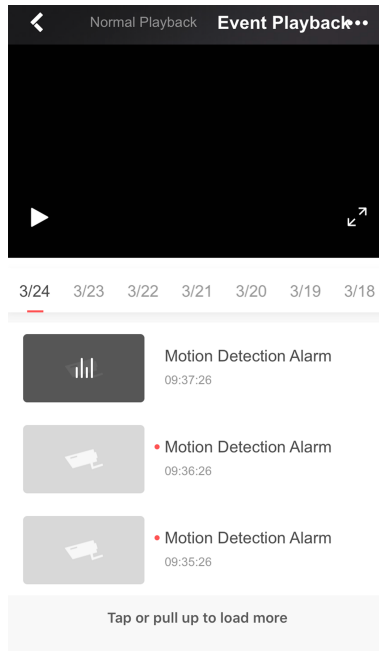 Normal Playback Event Playback
3/24 3/23 3/22 3/21 3/20 3/19 3/18
Motion Detection Alarm
09:37:26
Motion Detection Alarm
09:36:26
Motion Detection Alarm
09:35:26
Tap or pull up to load more